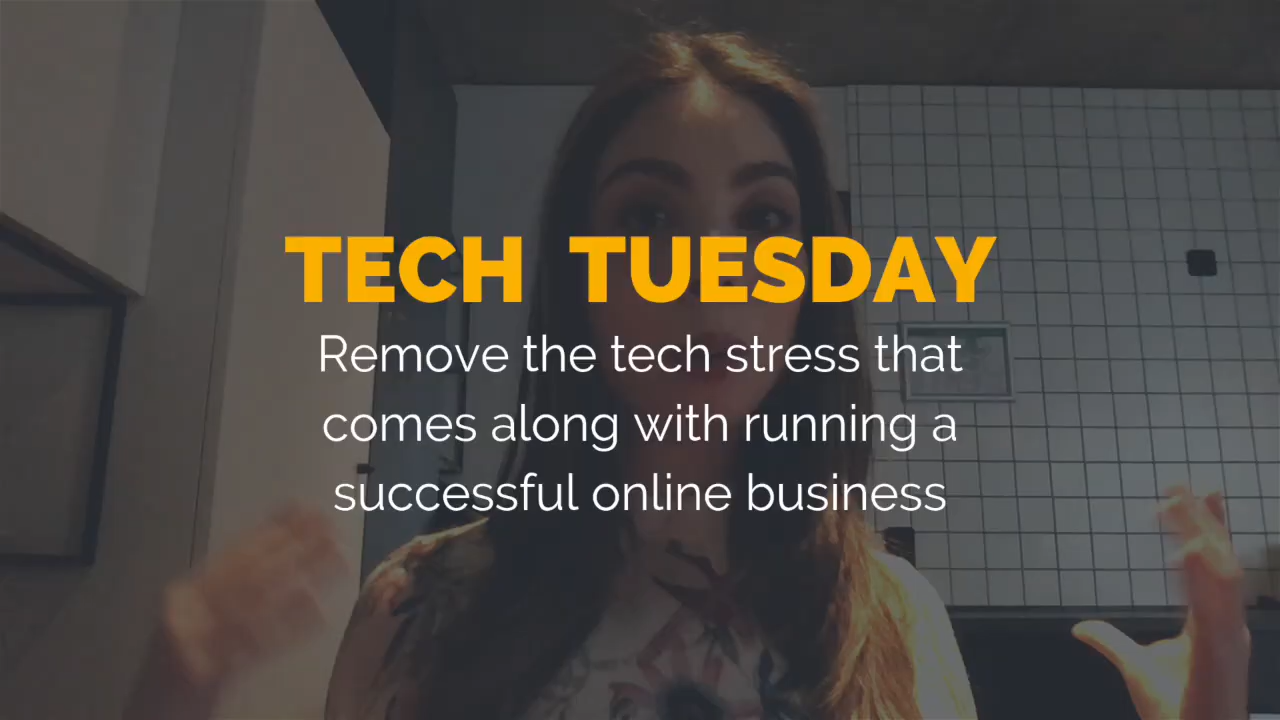 TECH TUESDAY
Remove the tech stress that
comes along with running a
successful online business